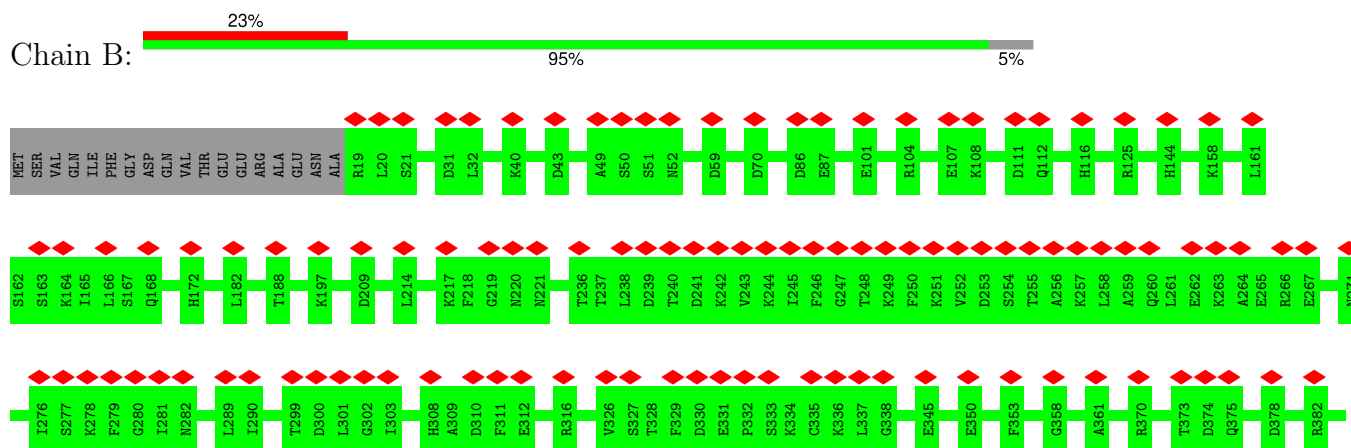 23%
Chain B:
95% 5%
MET SER VAL GLN ILE PHE GLY ASP GLN VAL THR GLU GLU ARG ALA GLU ASN ALA R19 L20 S21 D31 L32 K40 D43 A49 S50 S51 N52 D59 D70 D86 E87 E101 R104 E107 K108 D111 Q112 H116 R125 H144 K158 L161
S162 S163 K164 I165 L166 S167 Q168 H172 L182 T188 K197 D209 L214 K217 F218 G219 N220 N221 T236 T237 L238 D239 T240 D241 K242 V243 K244 I245 F246 G247 T248 K249 F250 K251 V252 D253 S254 T255 A256 K257 L258 A259 Q260 L261 E262 K263 A264 E265 R266 E267
I276 S277 K278 F279 G280 I281 N282 L289 I290 T299 D300 L301 G302 I303 H308 A309 D310 F311 E312 R316 V326 S327 T328 F329 D330 E331 P332 S333 K334 C335 K336 L337 G338 E345 E350 F353 G358 A361 R370 T373 D374 Q375 D378 R382